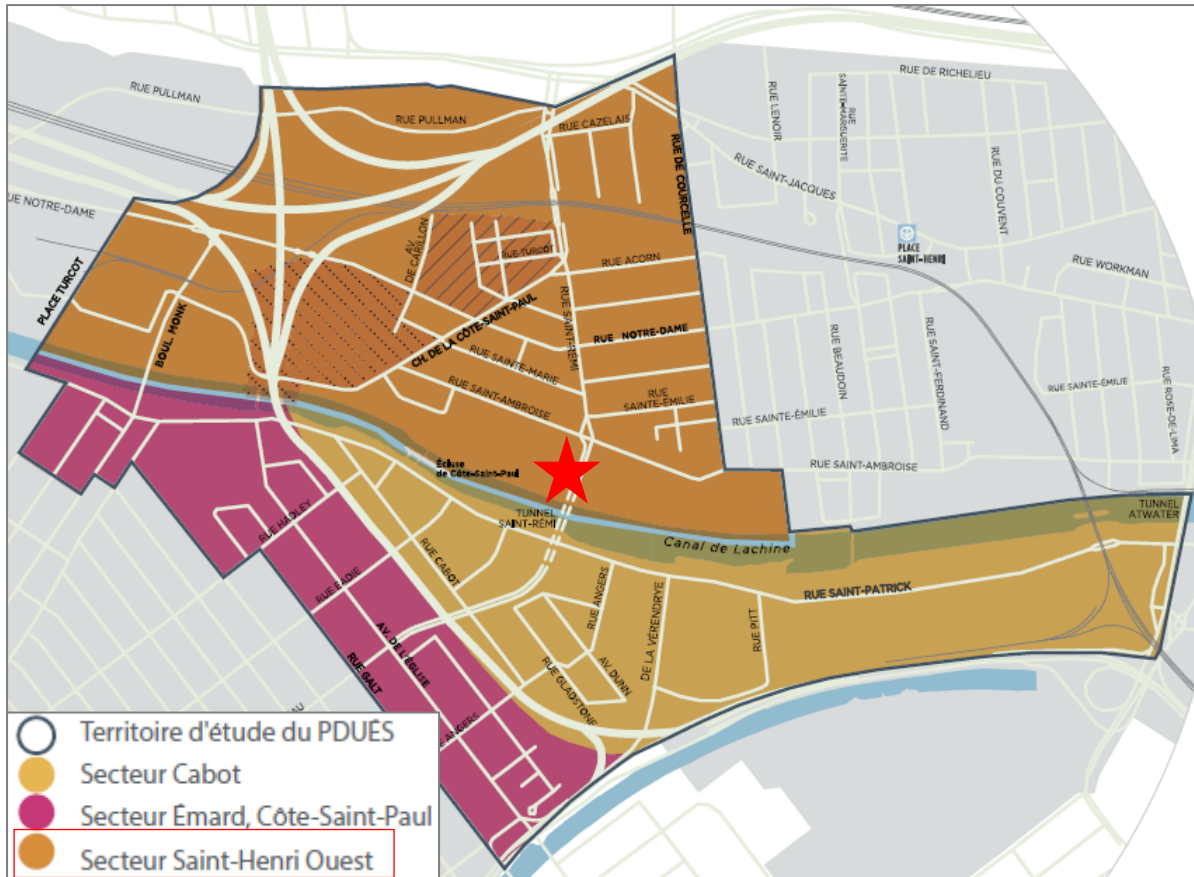 RUE PULLMAN
RUE PULLMAN
RUE CAZELAIS
RUE DE COURCELLE
RUE DE RICHELIEU
RUE LENOIR
RUE
SAINTE-MARGUERITE
RUE SAINT-JACQUES
RUE DU COUVENT
PLACE
SAINT-HENRI
RUE WORKMAN
RUE NOTRE-DAME
PLACE TURCOT
BOUL. MONK
AV.
DE CARILLON
RUE TURCOT
RUE ACORN
RUE SAINT-RÉMI
CH. DE LA CÔTE-SAINT-PAUL
RUE NOTRE-DAME
RUE SAINTE-MARIE
RUE SAINT-AMBROISE
RUE
SAINTE-ÉMILIE
RUE SAINTE-ÉMILIE
RUE BEAUDOIN
RUE SAINT-FERDINAND
RUE SAINTE-ÉMILIE
RUE ROSE-DE-LIMA
RUE SAINT-AMBROISE
Écluse
de Côte-Saint-Paul
TUNNEL
SAINT-RÉMI
Canal de Lachine
TUNNEL
ATWATER
RUE HADLEY
RUE CABOT
RUE EADIE
RUE ANGERS
DE LA VÉRENDRYE
RUE PITT
RUE SAINT-PATRICK
AV. DE L'ÉGLISE
RUE GALT
RUE GLADSTONE
AV. DUNN
ANGERS
Territoire d'étude du PDUÉS
Secteur Cabot
Secteur Émard, Côte-Saint-Paul
Secteur Saint-Henri Ouest